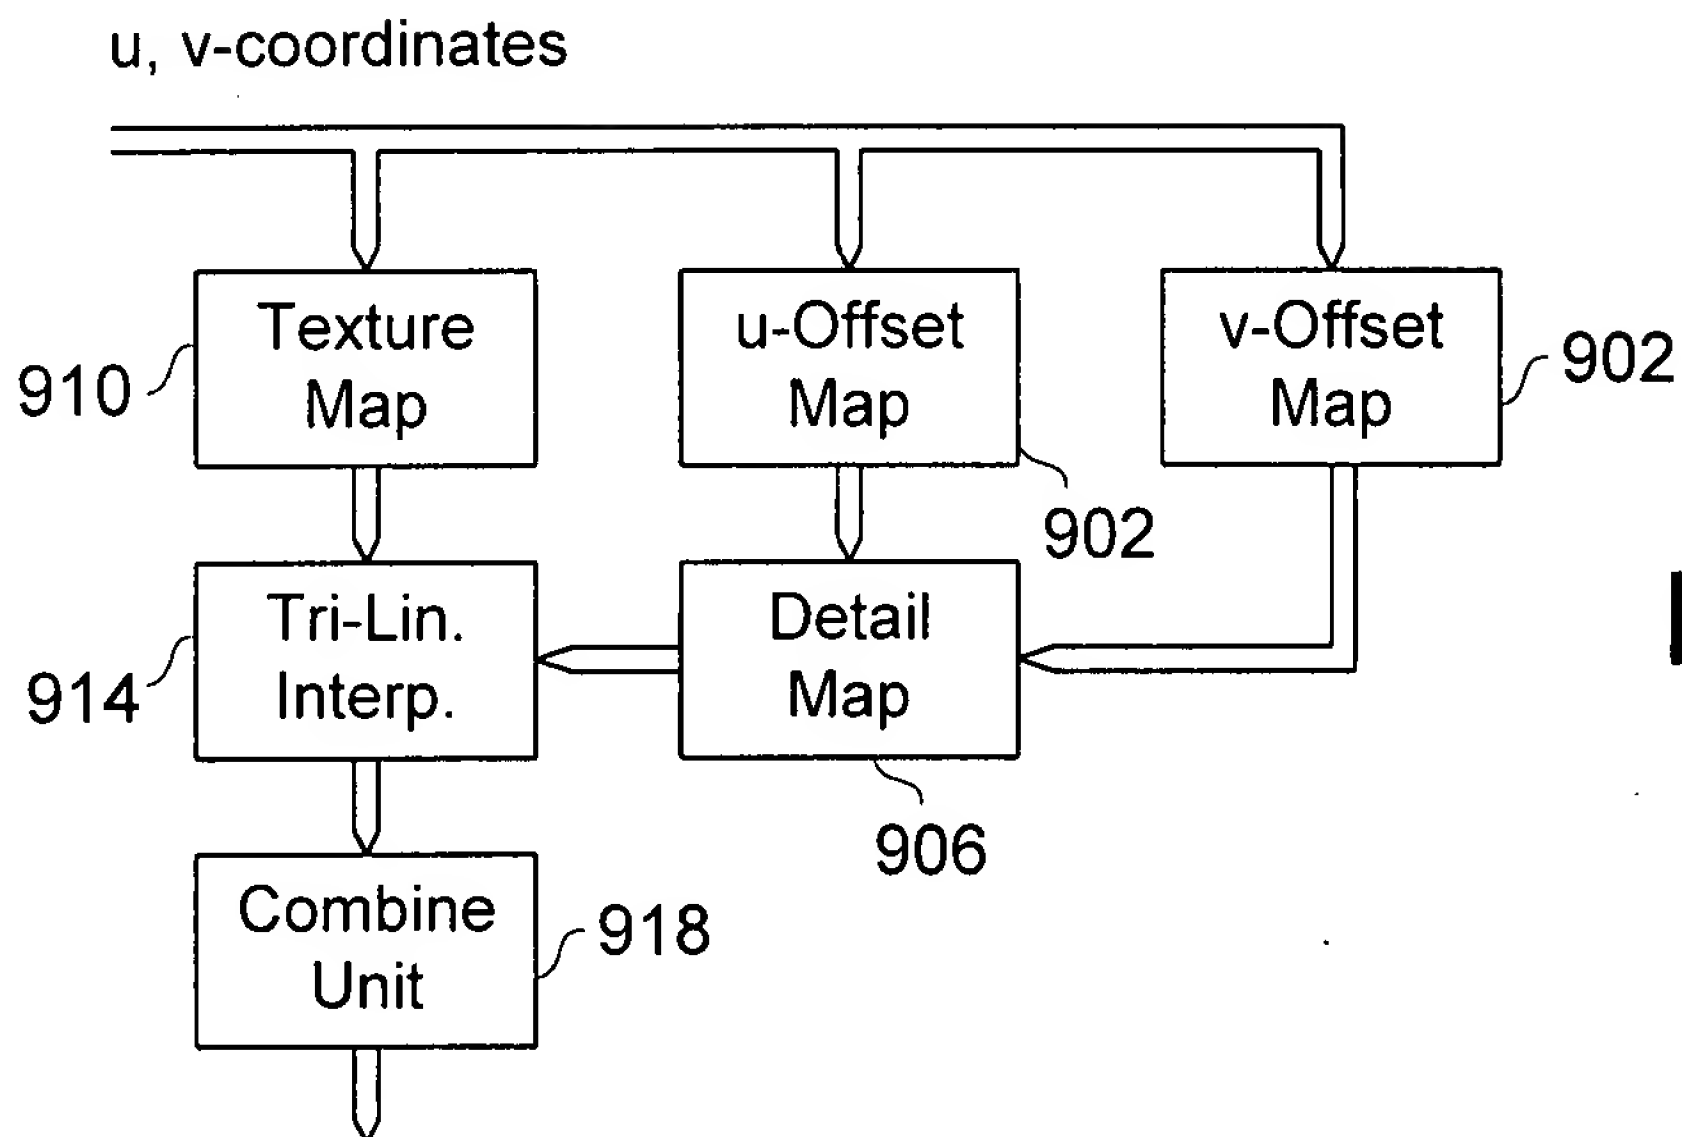 u, v-coordinates
Texture
Map
910
u-Offset
Map
902
v-Offset
Map
902
Tri-Lin.
Interp.
914
Detail
Map
906
Combine
Unit
918